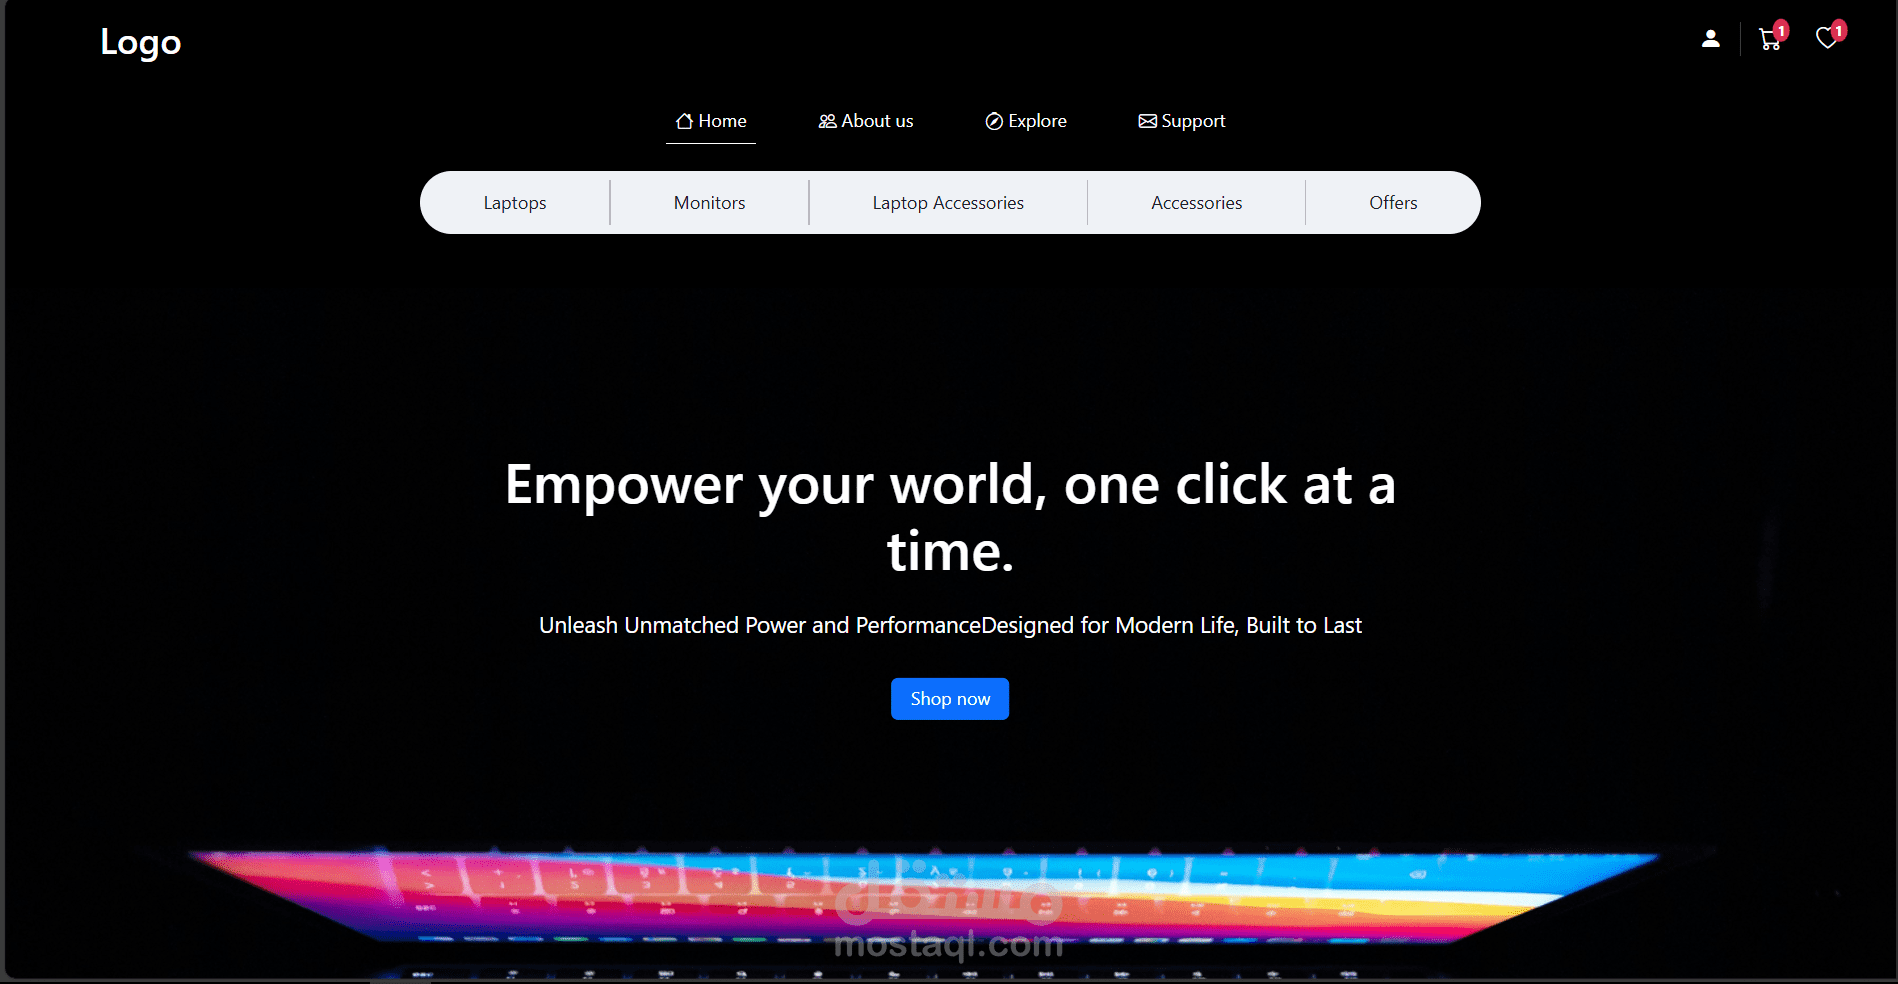 Logo
1
1
Home About us Explore Support
Laptops Monitors Laptop Accessories Accessories Offers
Empower your world, one click at a
time.
Unleash Unmatched Power and PerformanceDesigned for Modern Life, Built to Last
Shop now
مستقل
mostaql.com